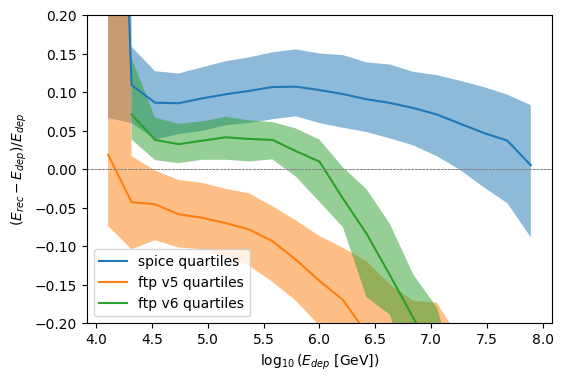 0.20
0.15
0.10
0.05
0.00
−0.05
−0.10
−0.15
−0.20
(E_rec − E_dep)/E_dep
spice quartiles
ftp v5 quartiles
ftp v6 quartiles
4.0 4.5 5.0 5.5 6.0 6.5 7.0 7.5 8.0
log₁₀(E_dep [GeV])